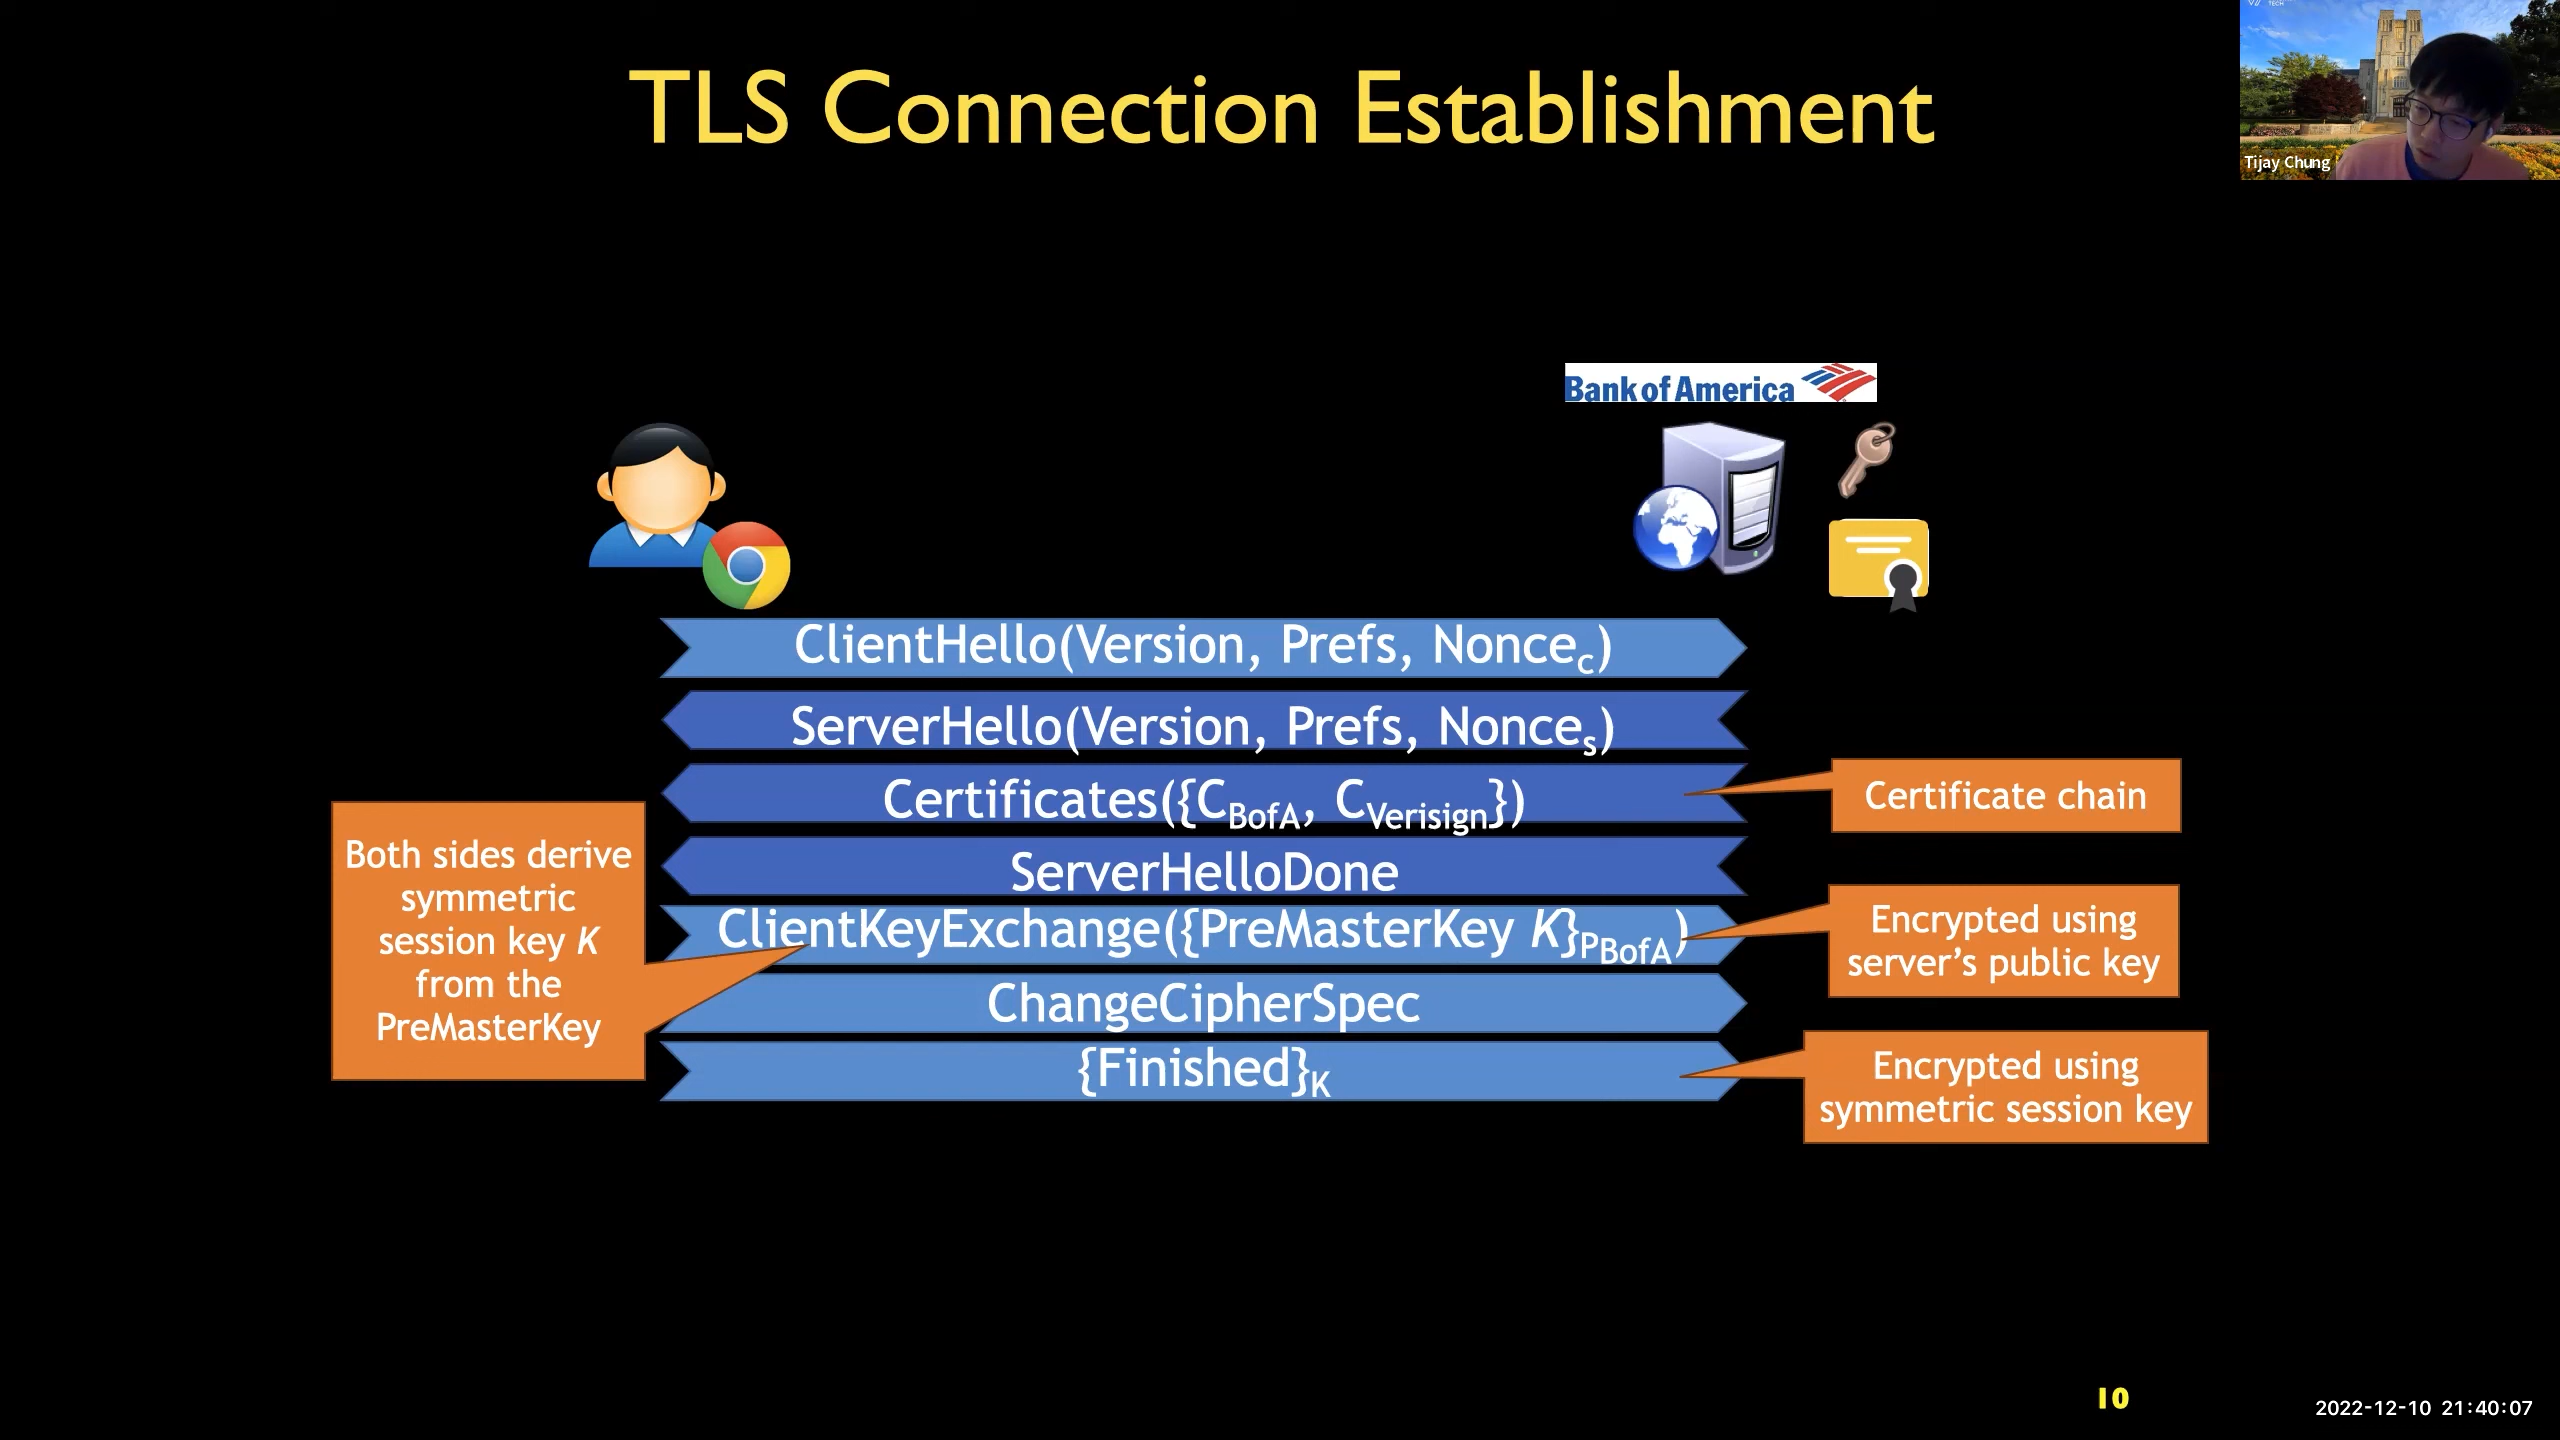 TLS Connection Establishment
TECH
Tijay Chung
Bank of America
ClientHello(Version, Prefs, Noncec)
ServerHello(Version, Prefs, Nonces)
Certificates({CBofA, CVerisign})
Certificate chain
ServerHelloDone
Both sides derive
symmetric
session key K
from the
PreMasterKey
ClientKeyExchange({PreMasterKey K}PBofA)
Encrypted using
server’s public key
ChangeCipherSpec
{Finished}K
Encrypted using
symmetric session key
10
2022-12-10 21:40:07